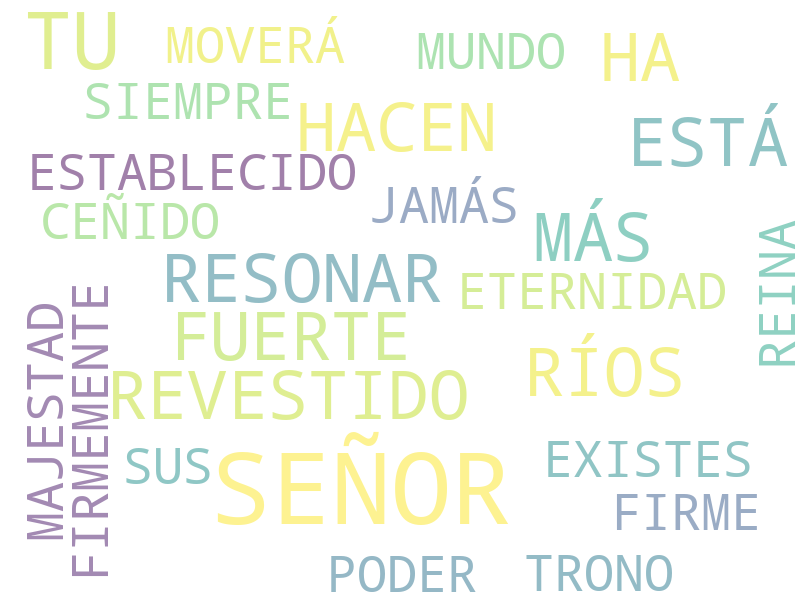 TU
MOVERÁ
MUNDO
HA
SIEMPRE
HACEN
ESTÁ
ESTABLECIDO
JAMÁS
CEÑIDO
MÁS
REINA
RESONAR
ETERNIDAD
FUERTE
MAJESTAD
FIRMEMENTE
RÍOS
REVESTIDO
SUS
SEÑOR
EXISTES
FIRME
PODER
TRONO